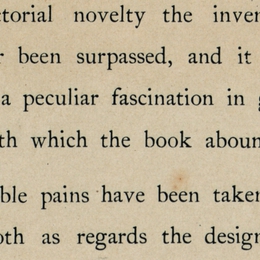 ctorial novelty the inven
r been surpassed, and it
a peculiar fascination in g
th which the book aboun
ble pains have been taken
oth as regards the design